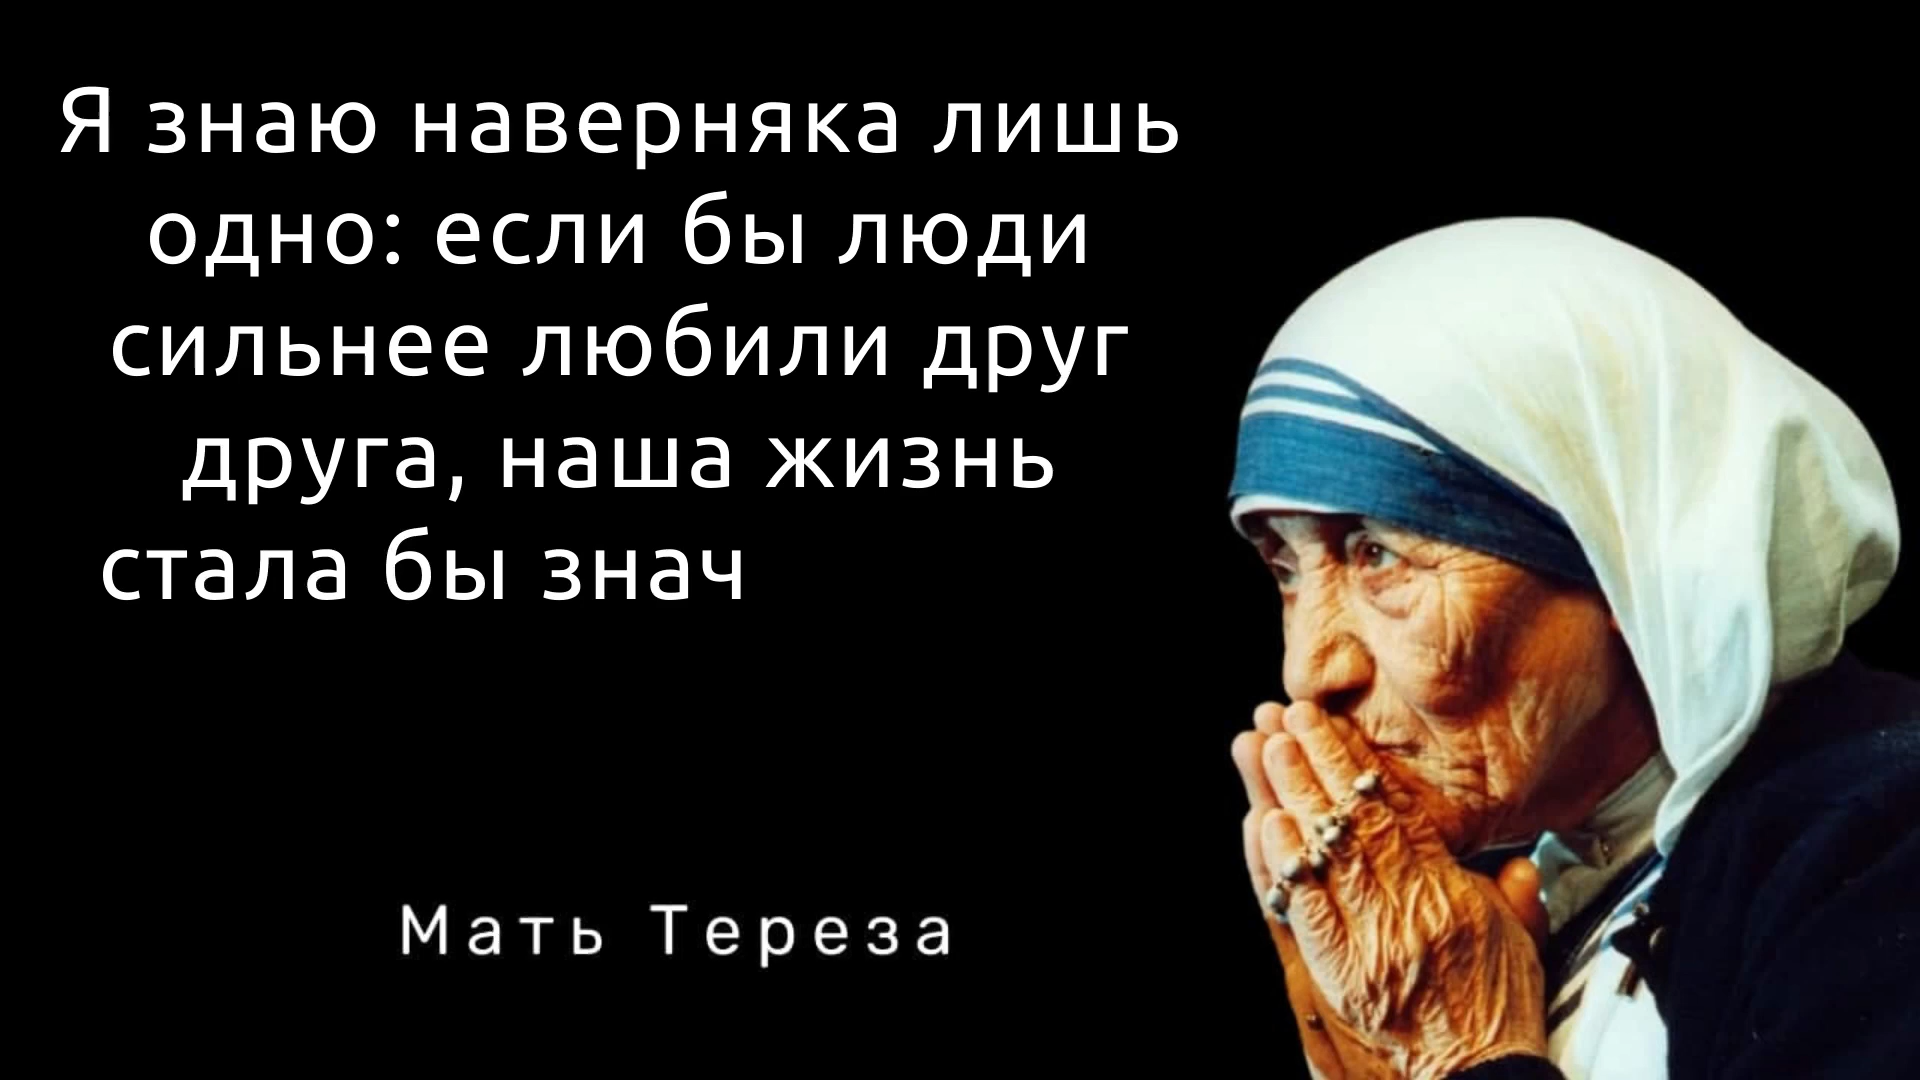 Я знаю наверняка лишь
одно: если бы люди
сильнее любили друг
друга, наша жизнь
стала бы знач
Мать Тереза